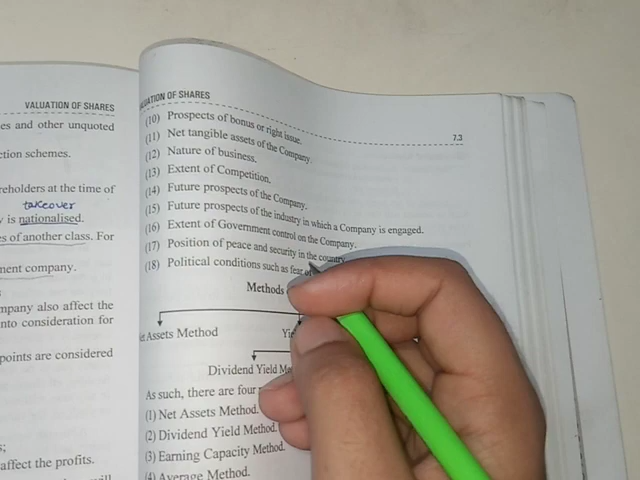 VALUATION OF SHARES
es and other unquoted
ction schemes.
reholders at the time of
takeover
y is nationalised.
es of another class. For
ment company.
mpany also affect the
nto consideration for
points are considered
s;
affect the profits.
ALUATION OF SHARES
7.3
(10) Prospects of bonus or right issue.
(11) Net tangible assets of the Company.
(12) Nature of business.
(13) Extent of Competition.
(14) Future prospects of the Company.
(15) Future prospects of the industry in which a Company is engaged.
(16) Extent of Government control on the Company.
(17) Position of peace and security in the country.
(18) Political conditions such as fear of
Methods
et Assets Method
Dividend Yield
As such, there are four
(1) Net Assets Method.
(2) Dividend Yield Method.
(3) Earning Capacity Method.
(4) Average Method.